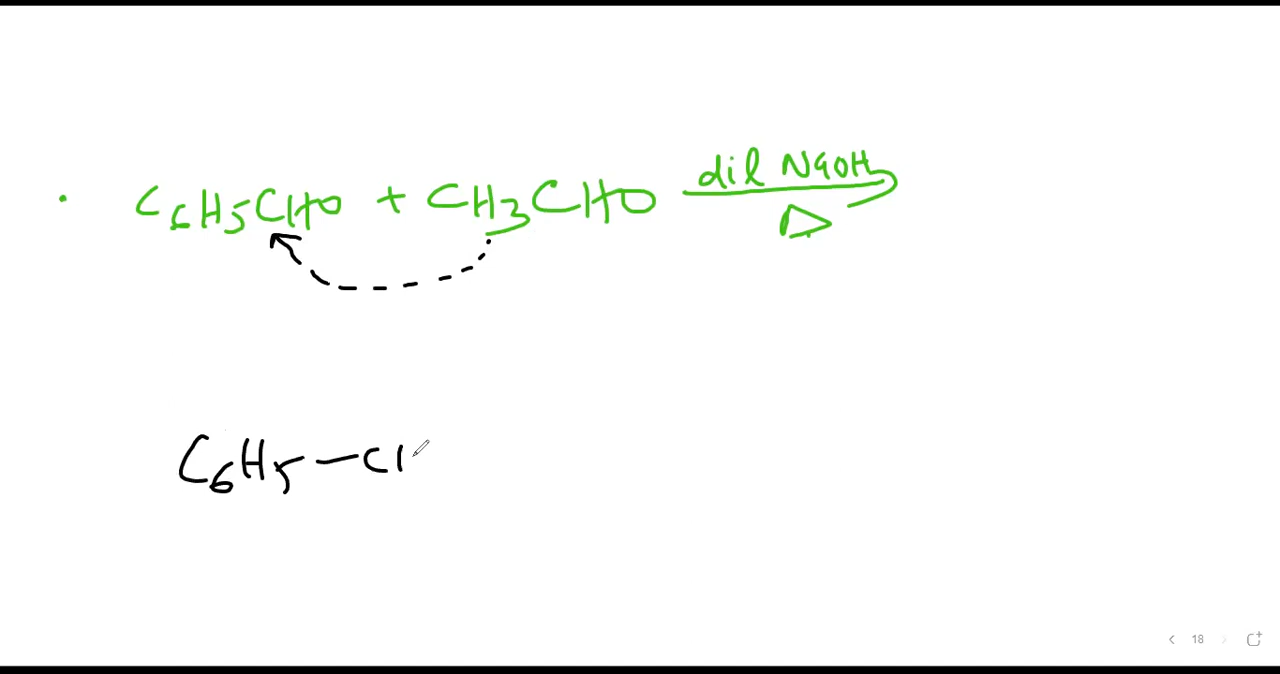 dil NaOH
C6H5CHO + CH3CHO
Δ
C6H5-CH
18